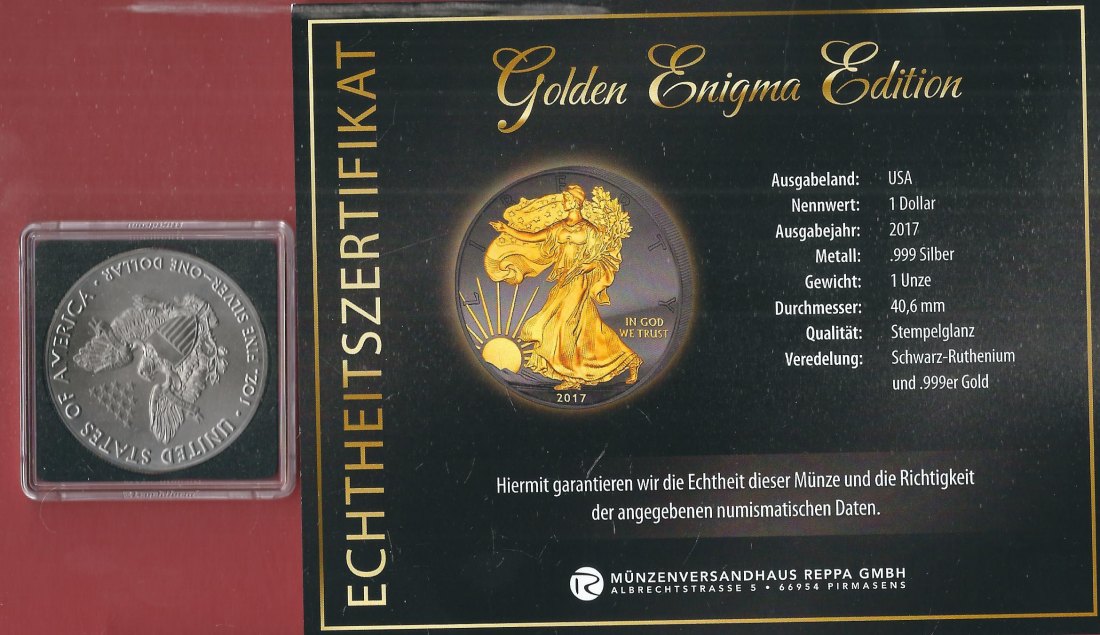 UNITED STATES OF AMERICA · 1 OZ. FINE SILVER~ONE DOLLAR ·
ECHTHEITSZERTIFIKAT
Golden Enigma Edition
LIBERTY
IN GOD
WE TRUST
2017
Ausgabeland: USA
Nennwert: 1 Dollar
Ausgabejahr: 2017
Metall: .999 Silber
Gewicht: 1 Unze
Durchmesser: 40,6 mm
Qualität: Stempelglanz
Veredelung: Schwarz-Ruthenium
und .999er Gold
Hiermit garantieren wir die Echtheit dieser Münze und die Richtigkeit
der angegebenen numismatischen Daten.
R
MÜNZENVERSANDHAUS REPPA GMBH
ALBRECHTSTRASSE 5 • 66954 PIRMASENS